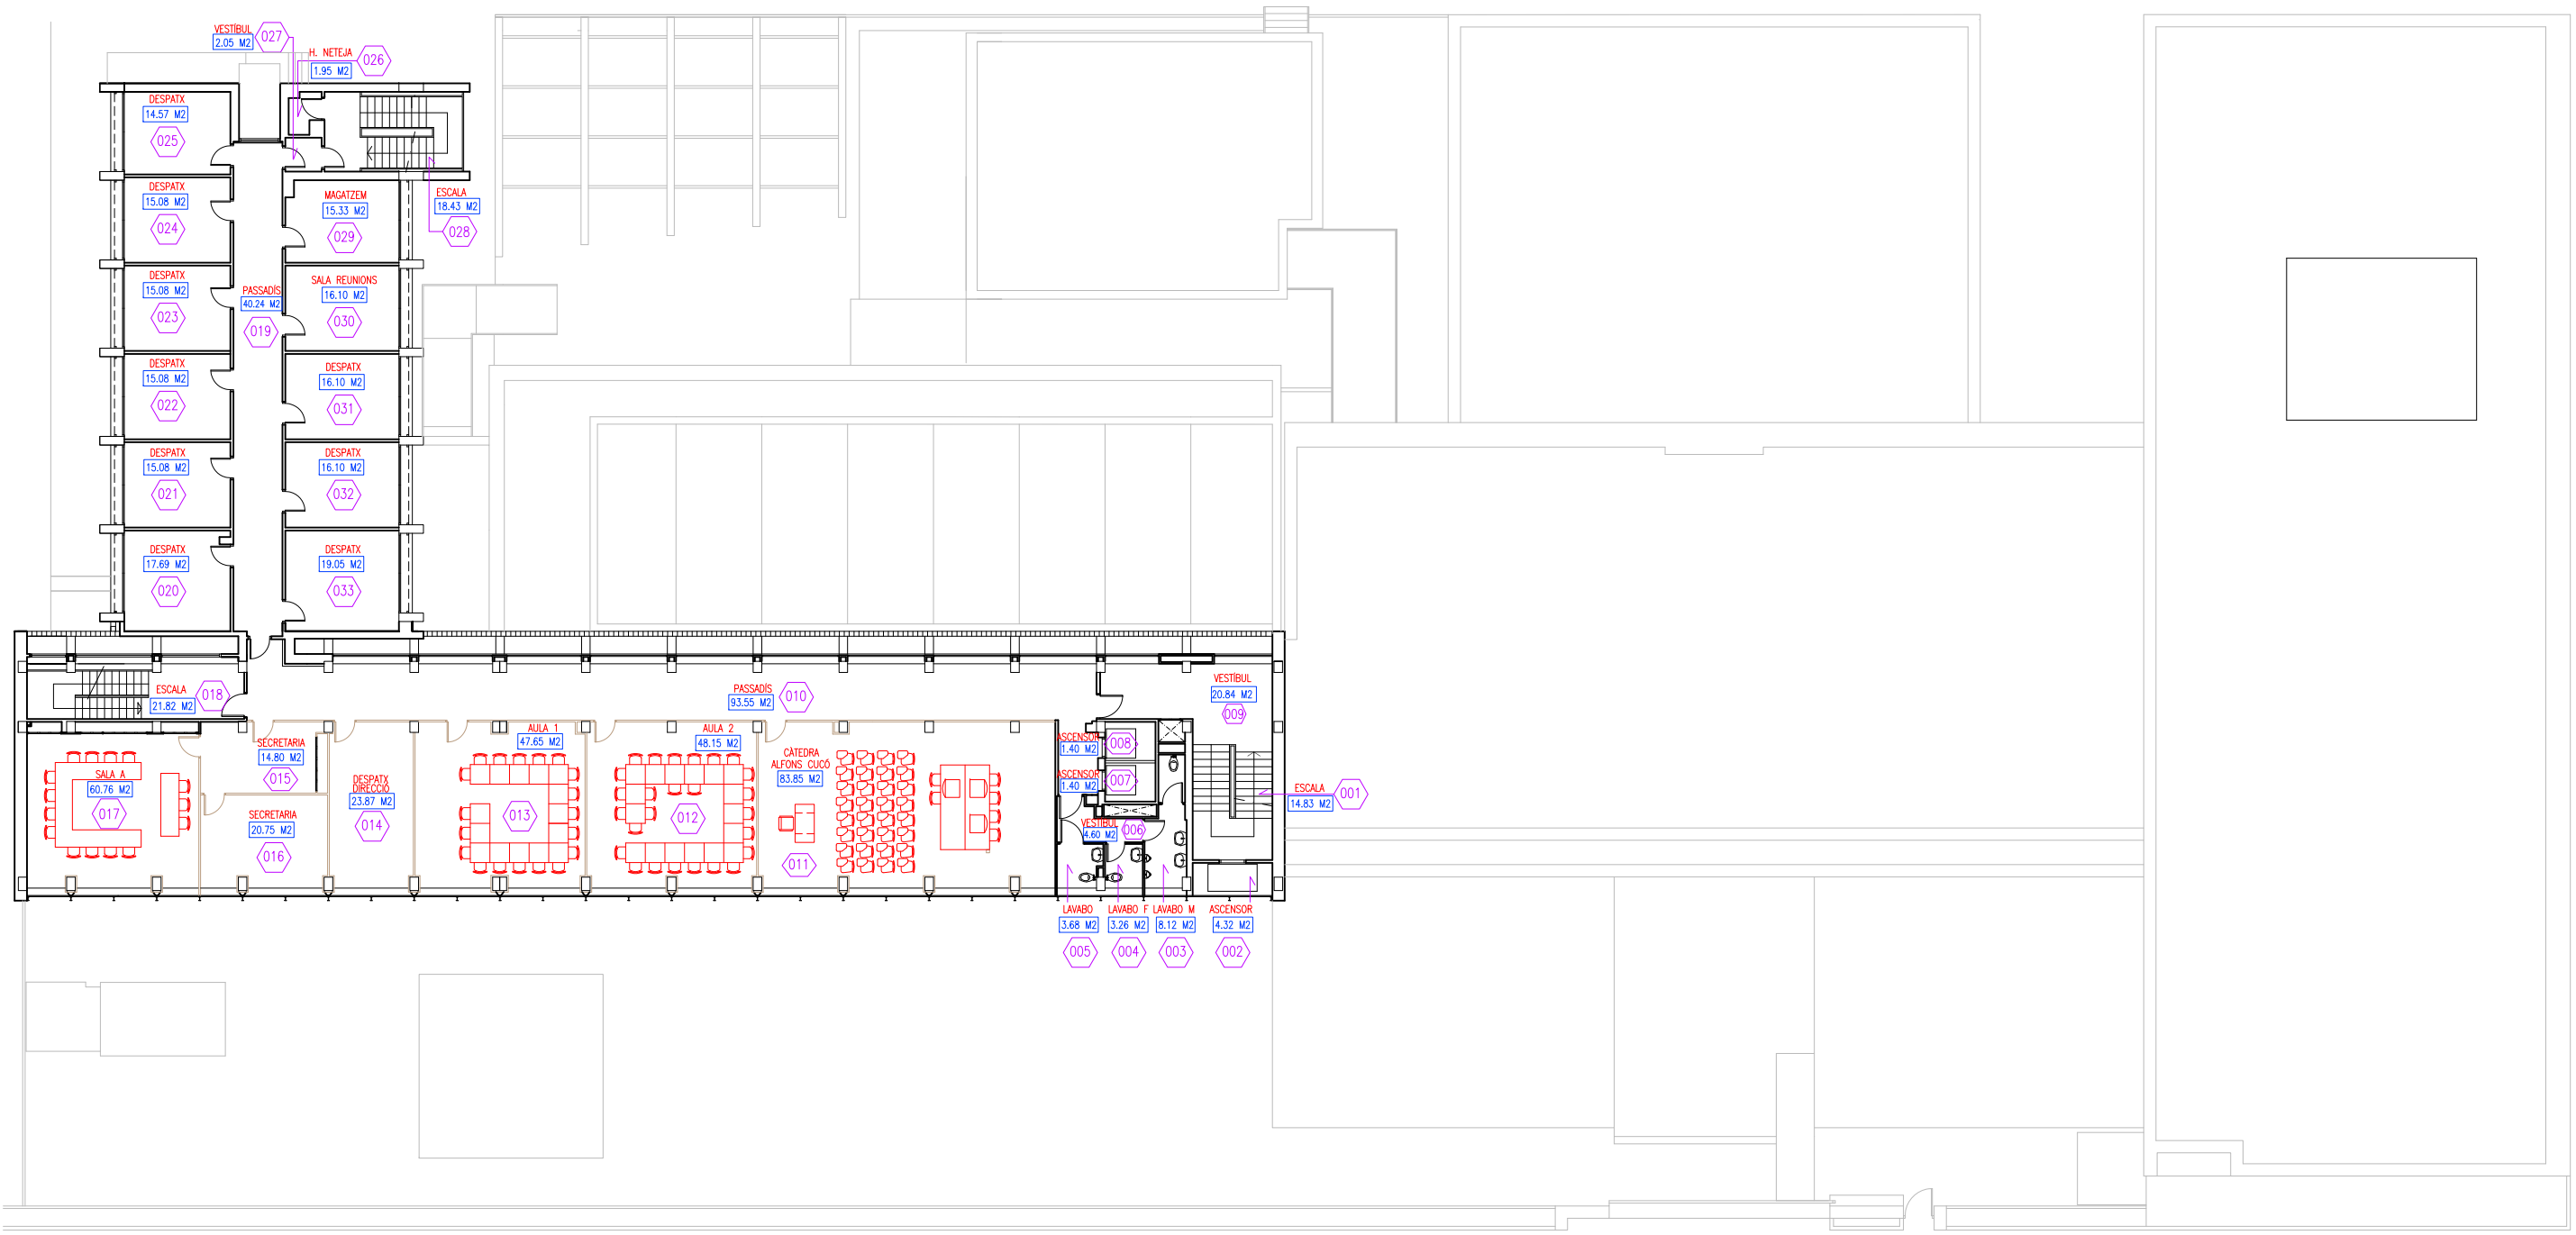 VESTÍBUL
2.05 M2
027
H. NETEJA
1.95 M2
026
DESPATX
14.57 M2
025
DESPATX
15.08 M2
024
MAGATZEM
15.33 M2
029
ESCALA
18.43 M2
028
DESPATX
15.08 M2
023
PASSADÍS
40.24 M2
019
SALA REUNIONS
16.10 M2
030
DESPATX
15.08 M2
022
DESPATX
16.10 M2
031
DESPATX
15.08 M2
021
DESPATX
16.10 M2
032
DESPATX
17.69 M2
020
DESPATX
19.05 M2
033
ESCALA
21.82 M2
018
PASSADÍS
93.55 M2
010
VESTÍBUL
20.84 M2
009
SALA A
60.76 M2
017
SECRETARIA
14.80 M2
015
SECRETARIA
20.75 M2
016
DESPATX
DIRECCIÓ
23.87 M2
014
AULA 1
47.65 M2
013
AULA 2
48.15 M2
012
CÀTEDRA
ALFONS CUCÓ
83.85 M2
011
ASCENSOR
1.40 M2
008
ASCENSOR
1.40 M2
007
VESTÍBUL
4.60 M2
006
ESCALA
14.83 M2
001
LAVABO
3.68 M2
005
LAVABO F
3.26 M2
004
LAVABO M
8.12 M2
003
ASCENSOR
4.32 M2
002